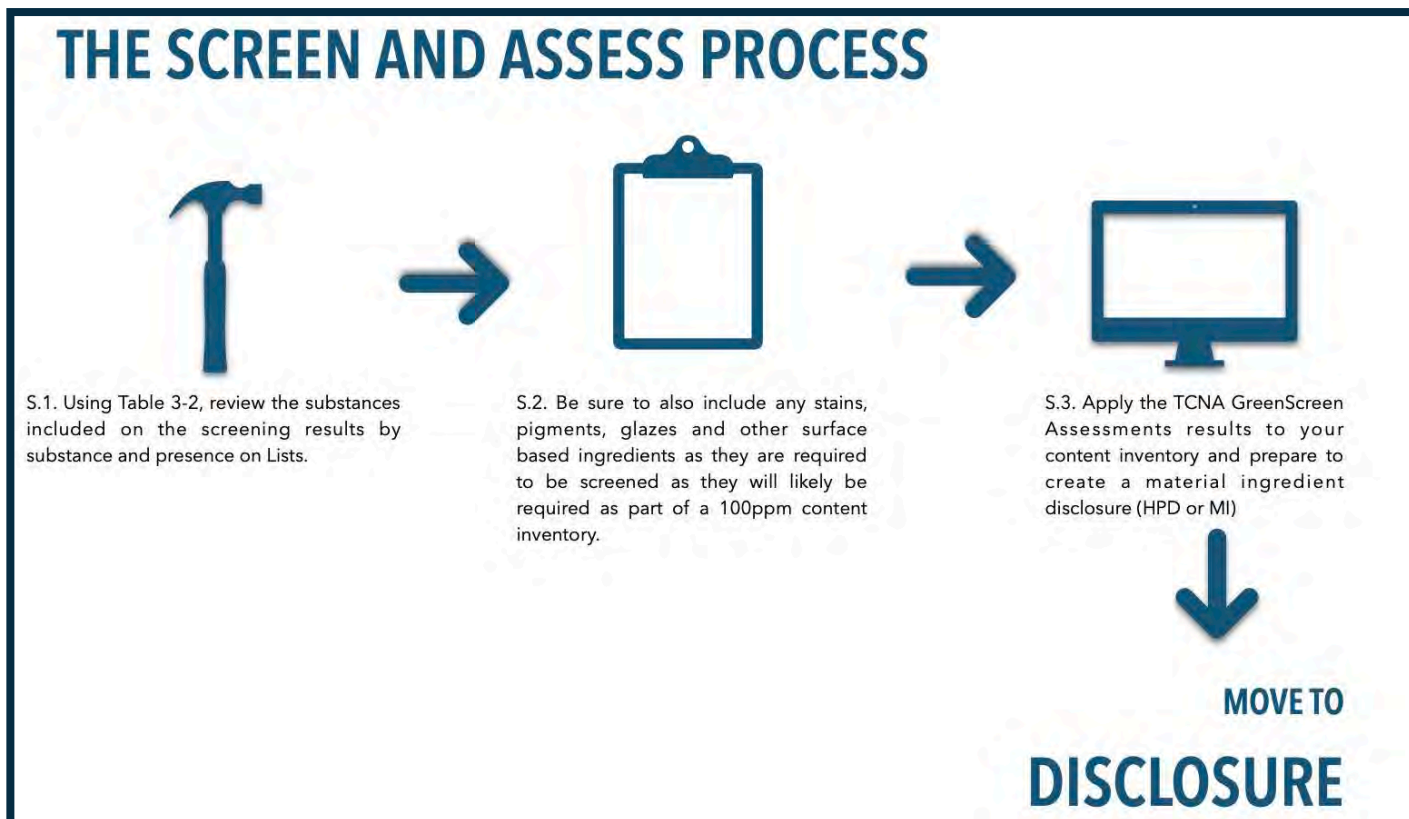 THE SCREEN AND ASSESS PROCESS
S.1. Using Table 3-2, review the substances
included on the screening results by
substance and presence on Lists.
S.2. Be sure to also include any stains,
pigments, glazes and other surface
based ingredients as they are required
to be screened as they will likely be
required as part of a 100ppm content
inventory.
S.3. Apply the TCNA GreenScreen
Assessments results to your
content inventory and prepare to
create a material ingredient
disclosure (HPD or MI)
MOVE TO
DISCLOSURE